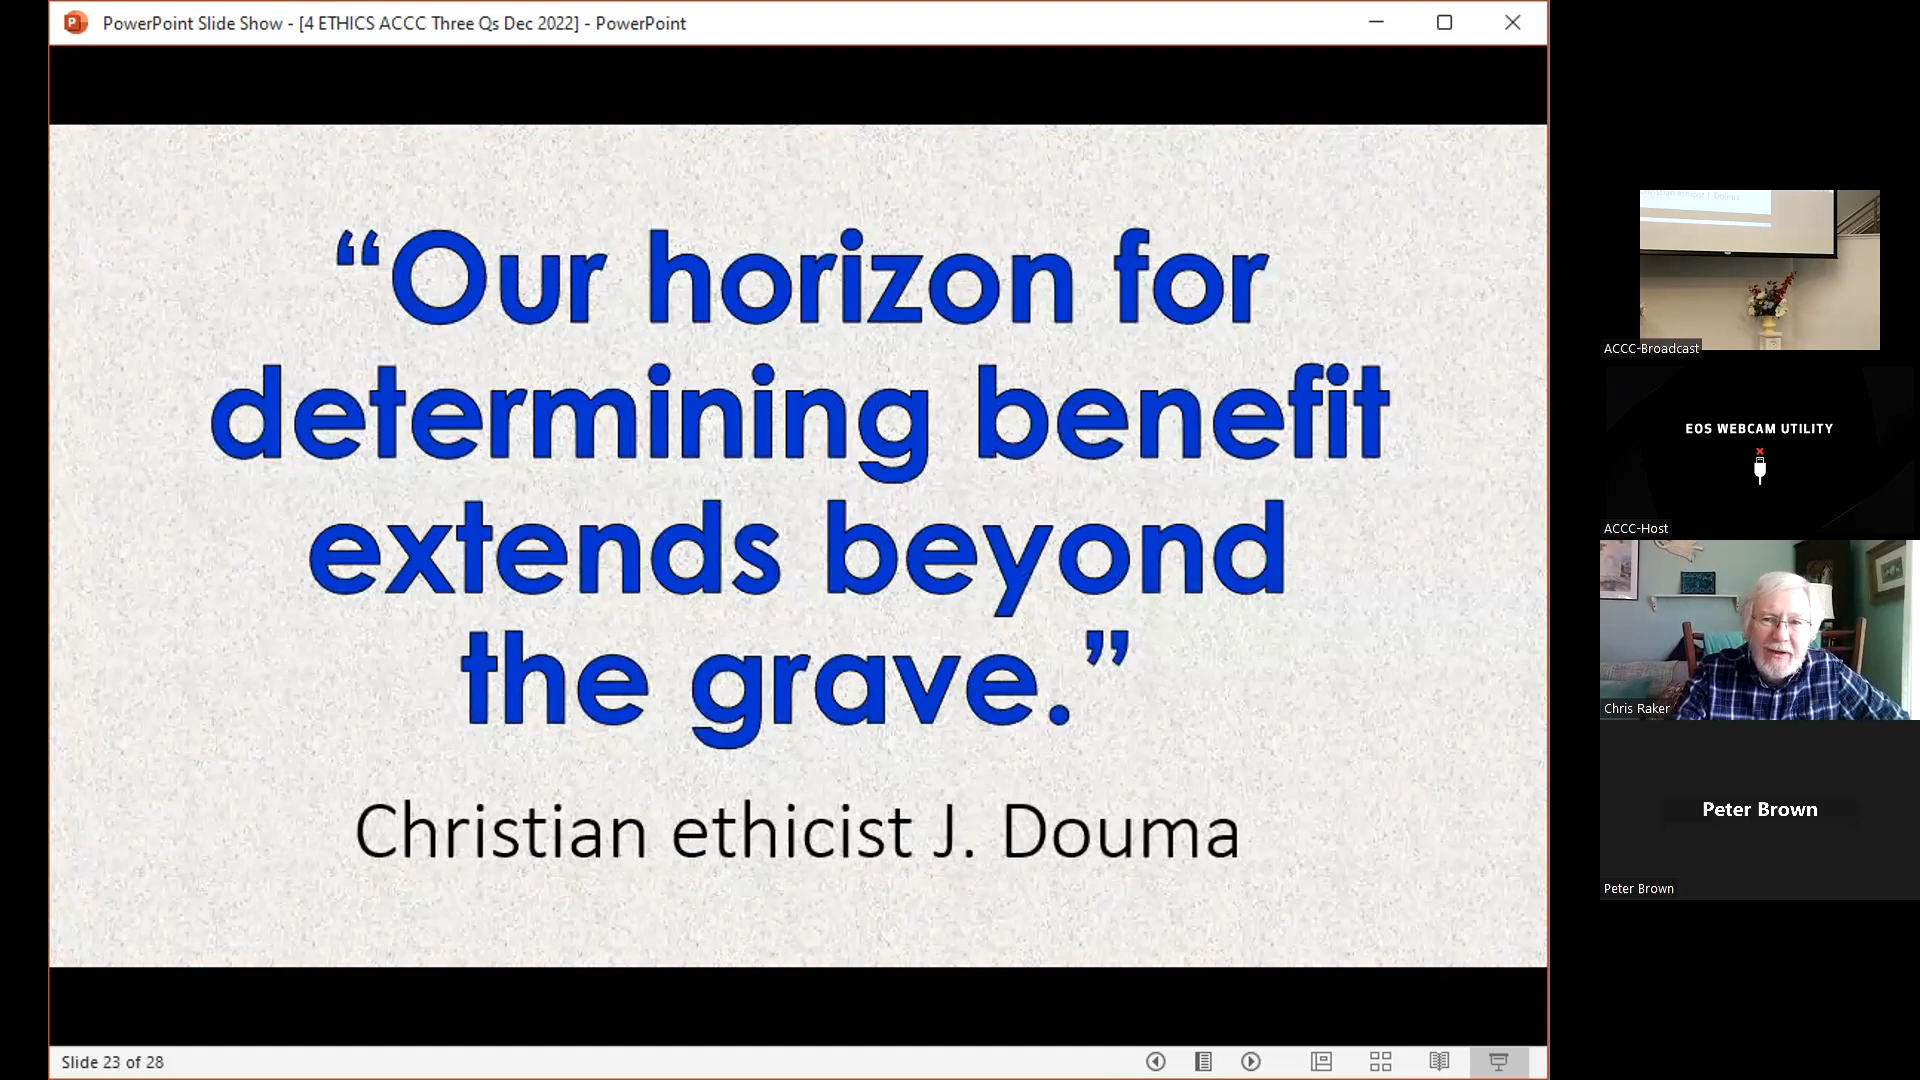 PowerPoint Slide Show - [4 ETHICS ACCC Three Qs Dec 2022] - PowerPoint
“Our horizon for
determining benefit
extends beyond
the grave.”
Christian ethicist J. Douma
Slide 23 of 28
ACCC-Broadcast
EOS WEBCAM UTILITY
ACCC-Host
Chris Raker
Peter Brown
Peter Brown